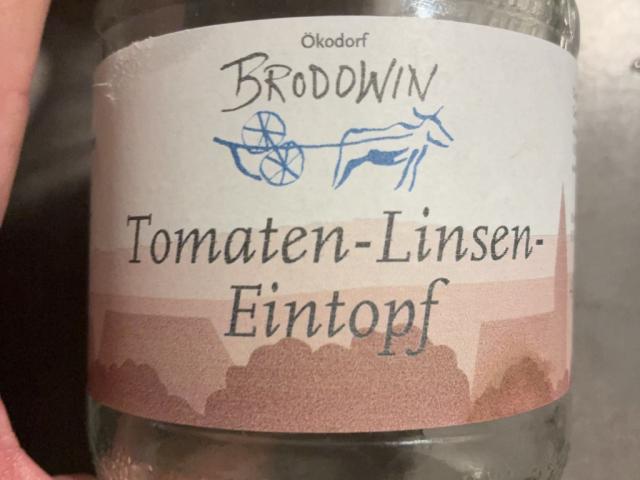 Ökodorf
BRODOWIN
Tomaten-Linsen-
Eintopf